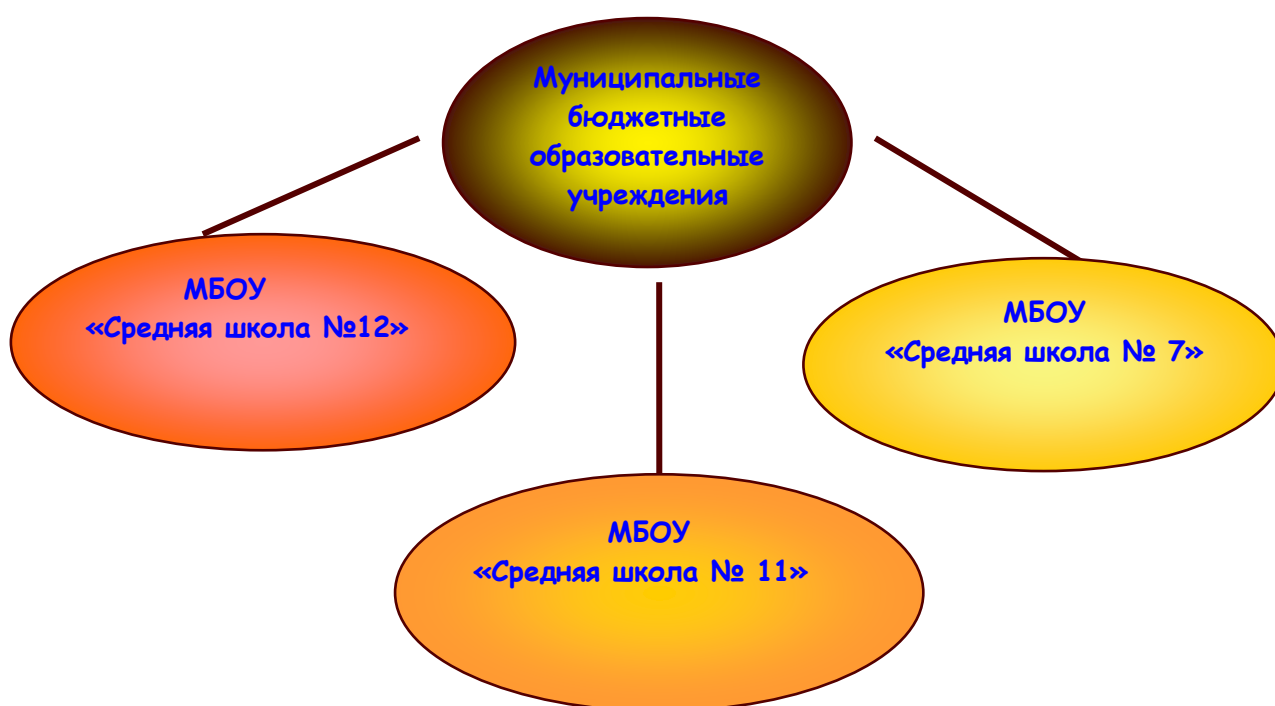 Муниципальные
бюджетные
образовательные
учреждения
МБОУ
«Средняя школа №12»
МБОУ
«Средняя школа № 7»
МБОУ
«Средняя школа № 11»